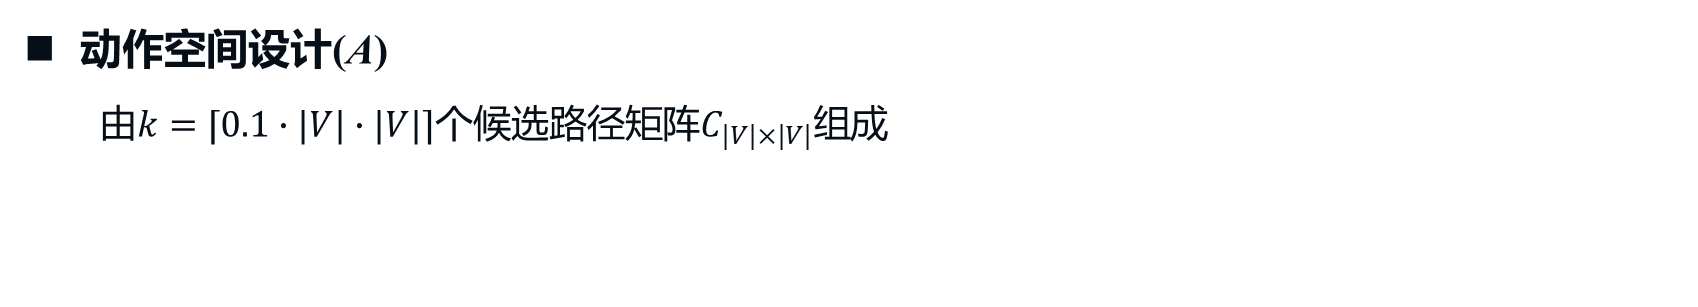 ■ 动作空间设计(A)
由k = ⌈0.1 · |V| · |V|⌉个候选路径矩阵C|V|×|V|组成